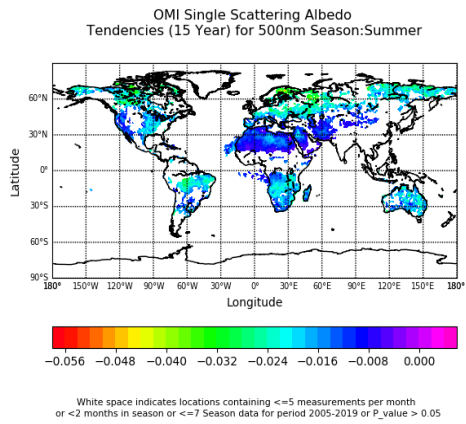 OMI Single Scattering Albedo
Tendencies (15 Year) for 500nm Season:Summer
60°N
30°N
0°
30°S
60°S
90°S
Latitude
180° 150°W 120°W 90°W 60°W 30°W 0° 30°E 60°E 90°E 120°E 150°E 180°
Longitude
−0.056 −0.048 −0.040 −0.032 −0.024 −0.016 −0.008 0.000
White space indicates locations containing <=5 measurements per month
or <2 months in season or <=7 Season data for period 2005-2019 or P_value > 0.05